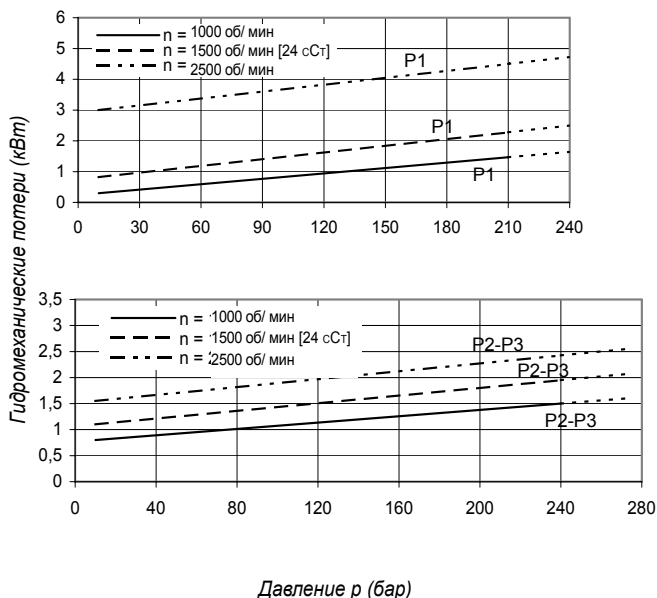 Гидромеханические потери (кВт)
6
5
4
3
2
1
0
n = 1000 об/ мин
n = 1500 об/ мин [24 сСт]
n = 2500 об/ мин
P1
P1
P1
0 30 60 90 120 150 180 210 240
3,5
3
2,5
2
1,5
1
0,5
0
n = 1000 об/ мин
n = 1500 об/ мин [24 сСт]
n = 2500 об/ мин
P2-P3
P2-P3
P2-P3
0 40 80 120 160 200 240 280
Давление p (бар)